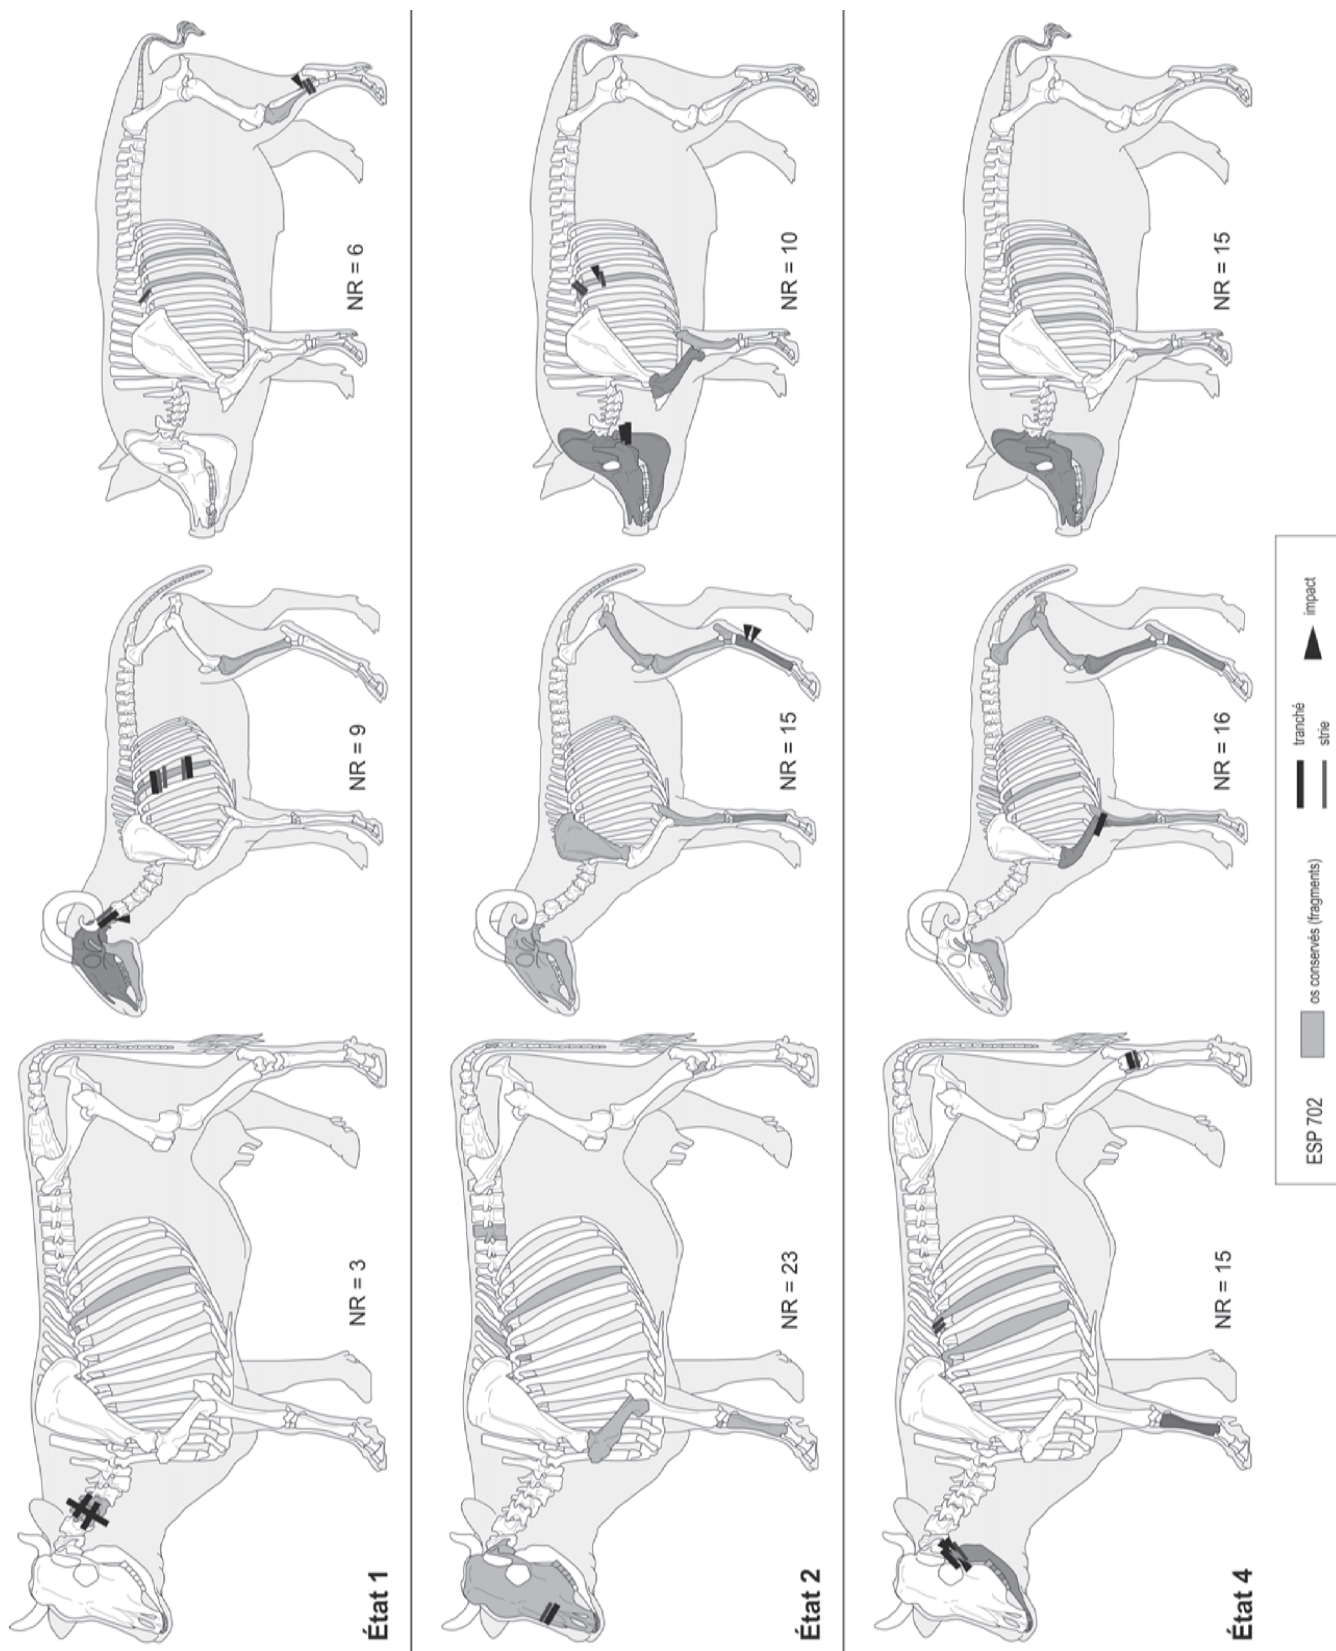 État 1
NR = 3
NR = 9
NR = 6
État 2
NR = 23
NR = 15
NR = 10
État 4
NR = 15
NR = 16
NR = 15
ESP 702
os conservés (fragments)
tranché
strie
impact